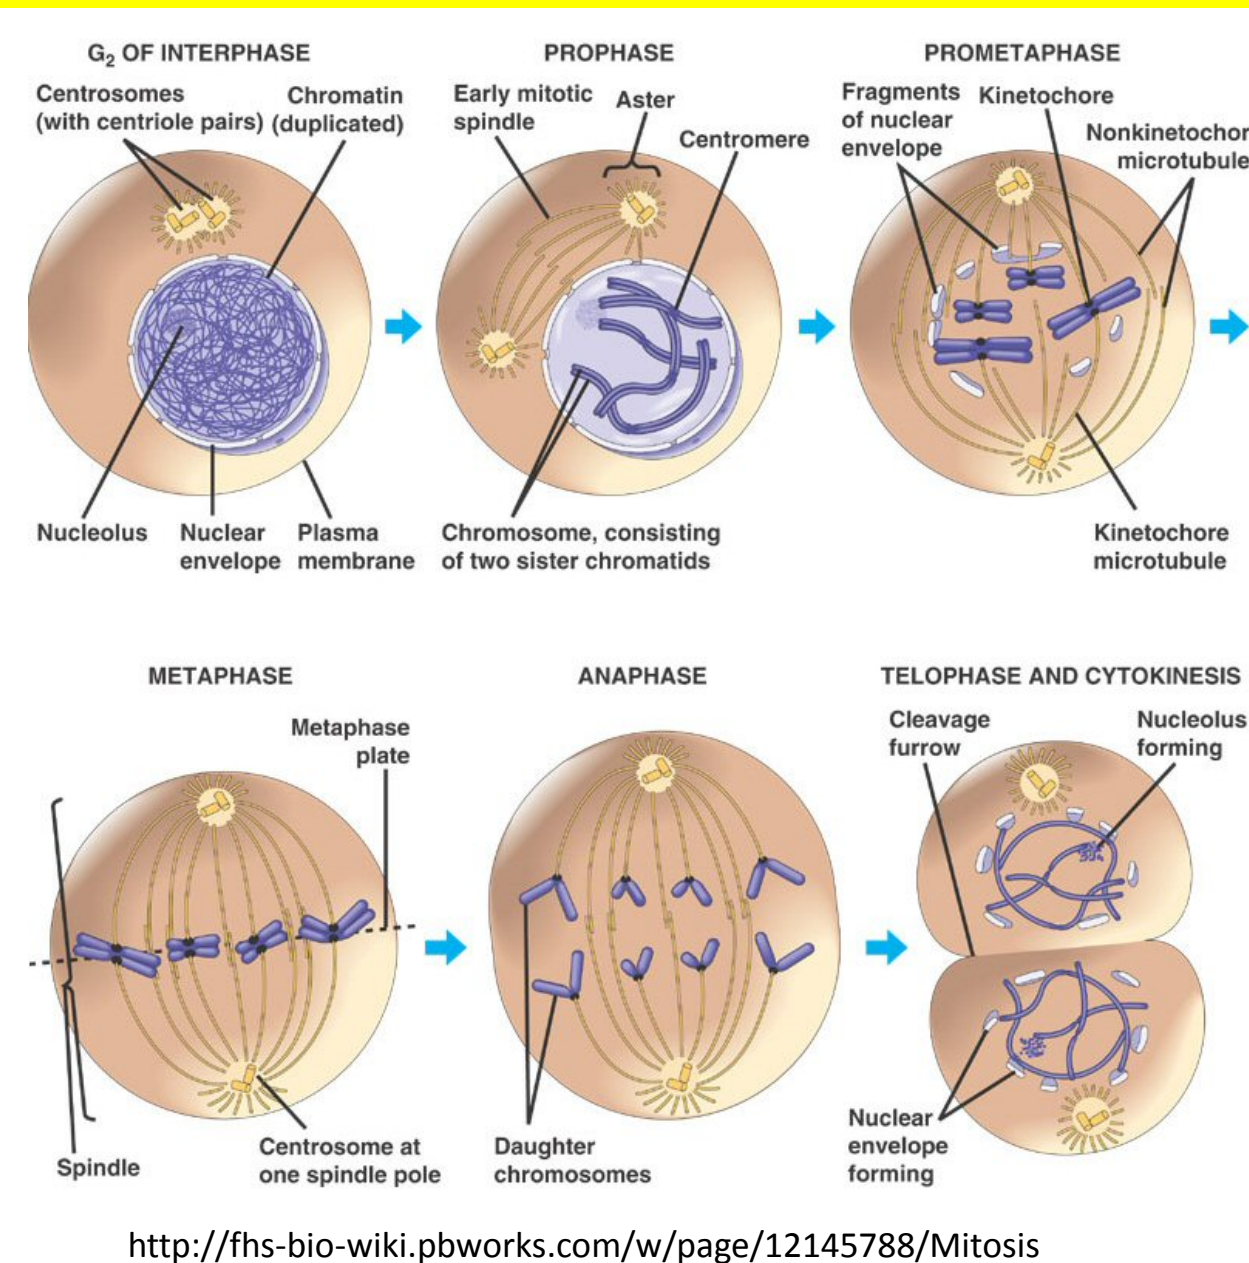 G2 OF INTERPHASE
Centrosomes
(with centriole pairs)
Chromatin
(duplicated)
Nucleolus
Nuclear
envelope
Plasma
membrane
PROPHASE
Early mitotic
spindle
Aster
Centromere
Chromosome, consisting
of two sister chromatids
PROMETAPHASE
Fragments
of nuclear
envelope
Kinetochore
Nonkinetochor
microtubule
Kinetochore
microtubule
METAPHASE
Metaphase
plate
Spindle
Centrosome at
one spindle pole
ANAPHASE
Daughter
chromosomes
TELOPHASE AND CYTOKINESIS
Cleavage
furrow
Nucleolus
forming
Nuclear
envelope
forming
http://fhs-bio-wiki.pbworks.com/w/page/12145788/Mitosis